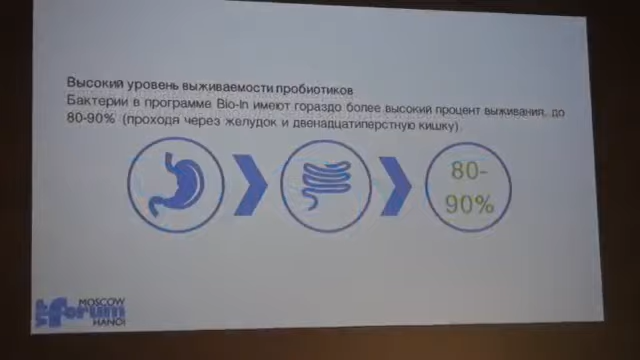 Высокий уровень выживаемости пробиотиков
Бактерии в программе Bio-In имеют гораздо более высокий процент выживания, до
80-90% (проходя через желудок и двенадцатиперстную кишку).
80-
90%
MOSCOW
forum
HANOI